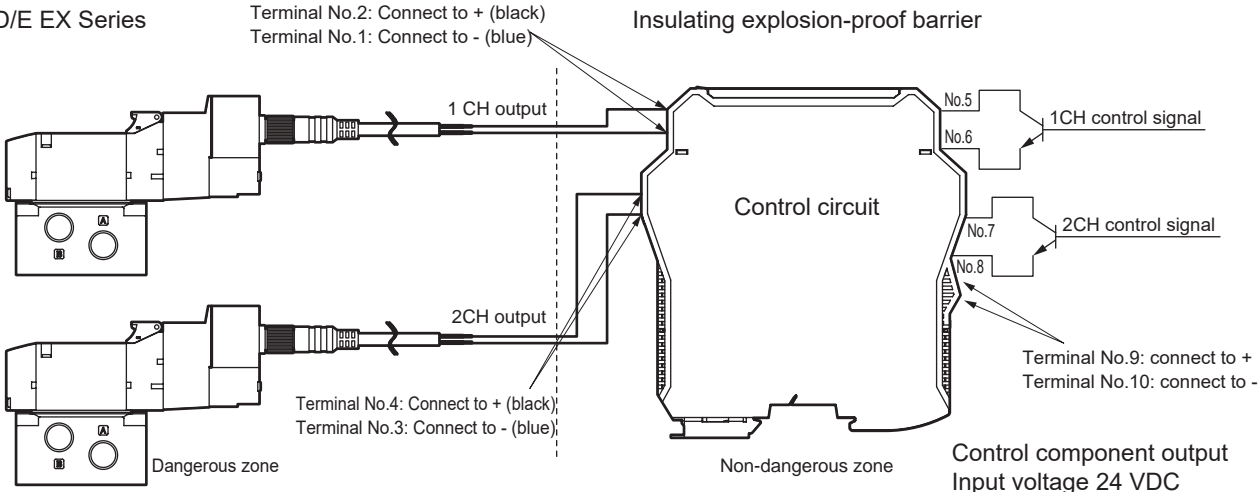 D/E EX Series
Terminal No.2: Connect to + (black)
Terminal No.1: Connect to - (blue)
Insulating explosion-proof barrier
1 CH output
No.5
1CH control signal
No.6
A
B
Control circuit
No.7
2CH control signal
No.8
2CH output
Terminal No.9: connect to +
Terminal No.10: connect to -
Terminal No.4: Connect to + (black)
Terminal No.3: Connect to - (blue)
A
B
Dangerous zone
Non-dangerous zone
Control component output
Input voltage 24 VDC